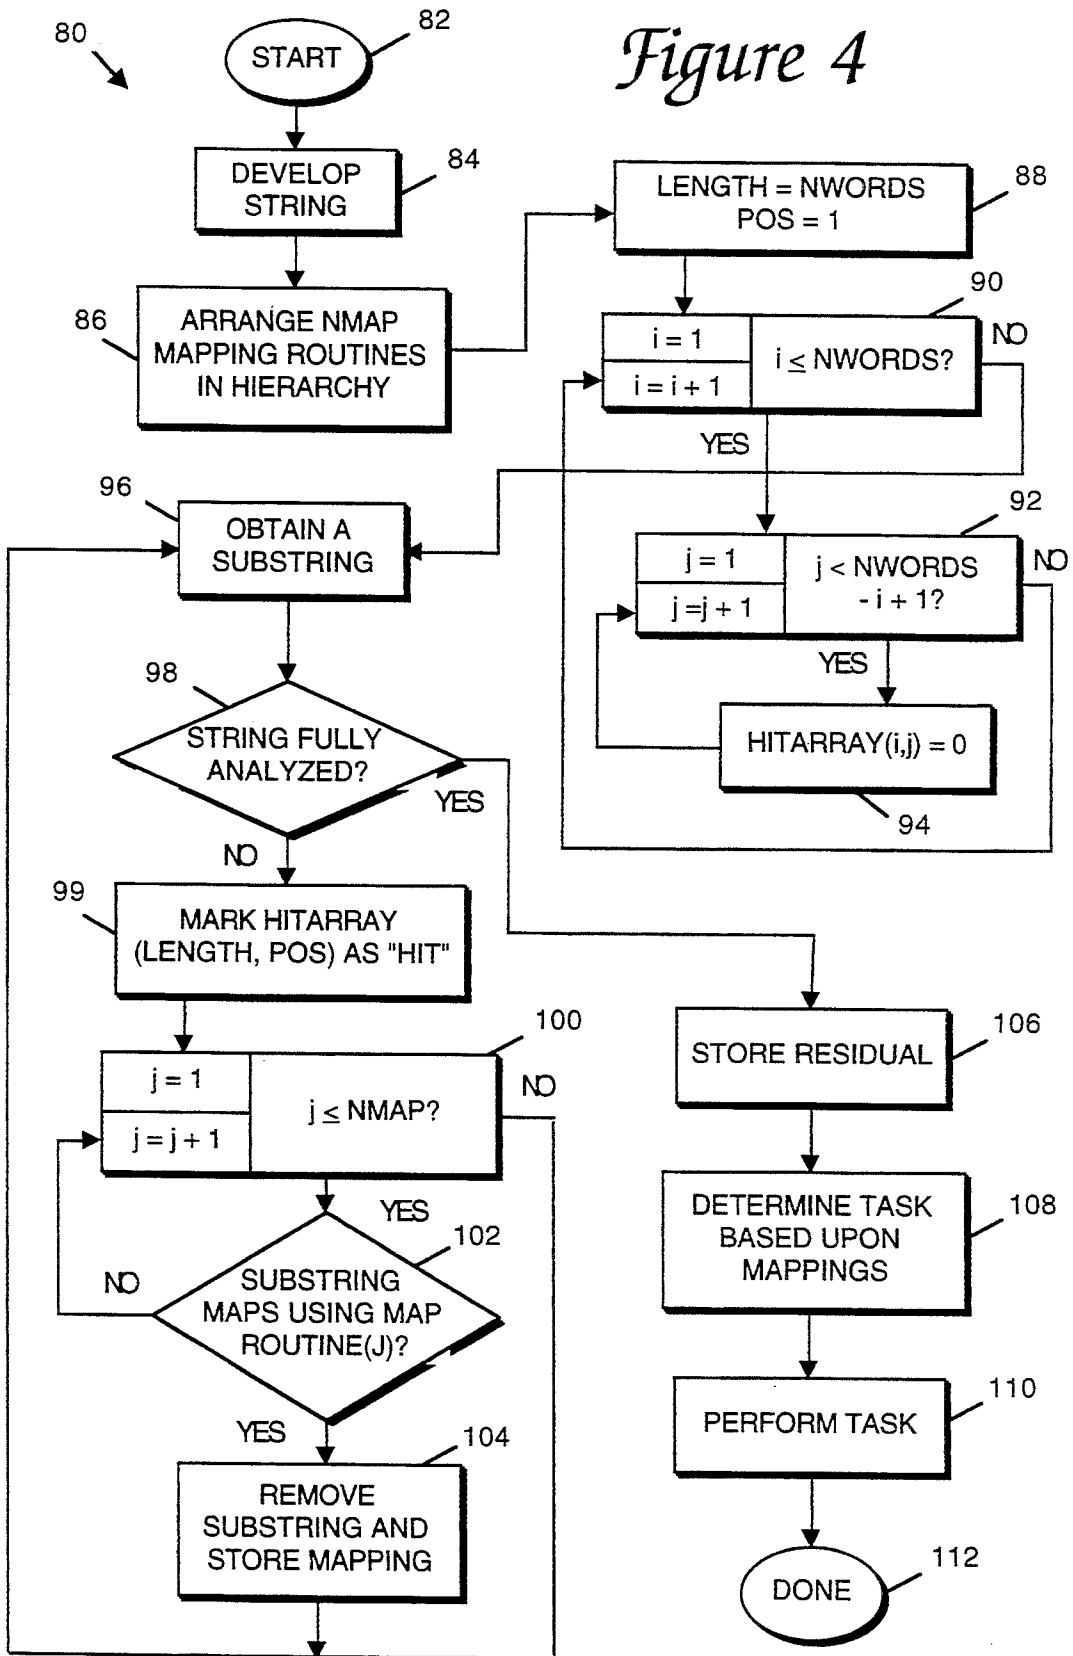 80
START
82
Figure 4
DEVELOP
STRING
84
ARRANGE NMAP
MAPPING ROUTINES
IN HIERARCHY
86
LENGTH = NWORDS
POS = 1
88
90
i = 1
i = i + 1
i ≤ NWORDS?
NO
YES
92
j = 1
j =j + 1
j < NWORDS
- i + 1?
NO
YES
HITARRAY(i,j) = 0
94
96
OBTAIN A
SUBSTRING
98
STRING FULLY
ANALYZED?
YES
NO
99
MARK HITARRAY
(LENGTH, POS) AS "HIT"
100
j = 1
j = j + 1
j ≤ NMAP?
NO
YES
102
SUBSTRING
MAPS USING MAP
ROUTINE(J)?
NO
YES
104
REMOVE
SUBSTRING AND
STORE MAPPING
106
STORE RESIDUAL
DETERMINE TASK
BASED UPON
MAPPINGS
108
110
PERFORM TASK
DONE
112